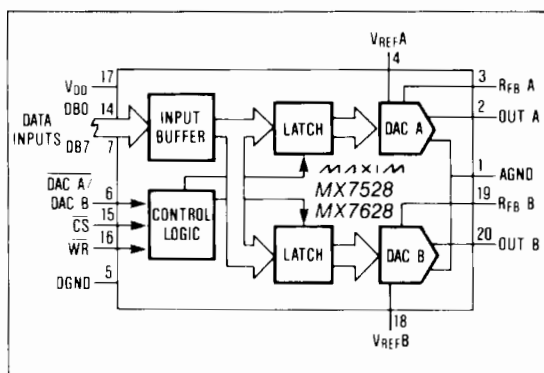 VREFA
4
17
VDD
3
RFB A
DATA INPUTS
DB0
14
DB7
7
INPUT BUFFER
LATCH
DAC A
2
OUT A
1
AGND
MAXIM
MX7528
MX7628
DAC A/
DAC B
6
CS
15
WR
16
CONTROL LOGIC
19
RFB B
LATCH
DAC B
20
OUT B
DGND
5
18
VREFB